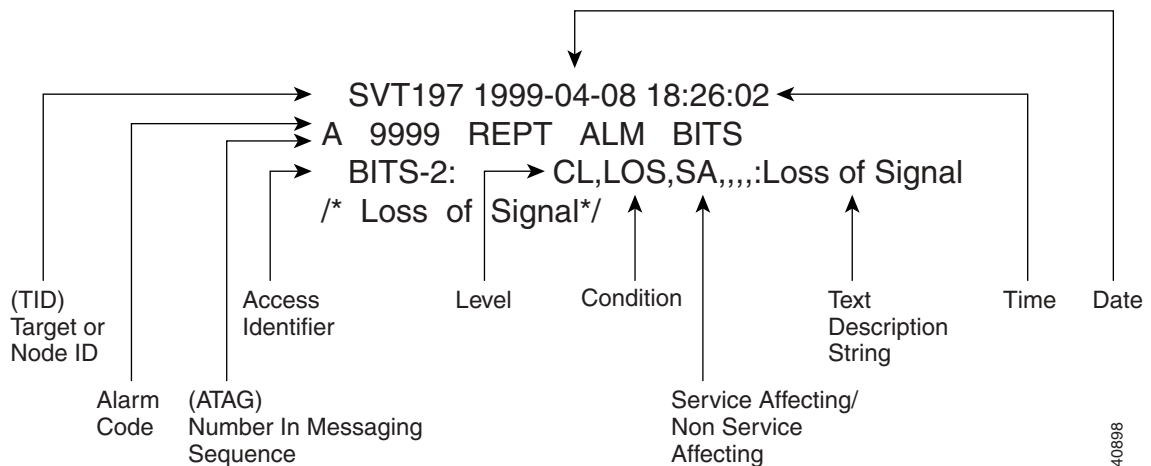 SVT197 1999-04-08 18:26:02
A 9999 REPT ALM BITS
BITS-2: CL,LOS,SA,,,,:Loss of Signal
/* Loss of Signal*/
(TID)
Target or
Node ID
Access
Identifier
Level
Condition
Text
Description
String
Time
Date
Alarm
Code
(ATAG)
Number In Messaging
Sequence
Service Affecting/
Non Service
Affecting
40898